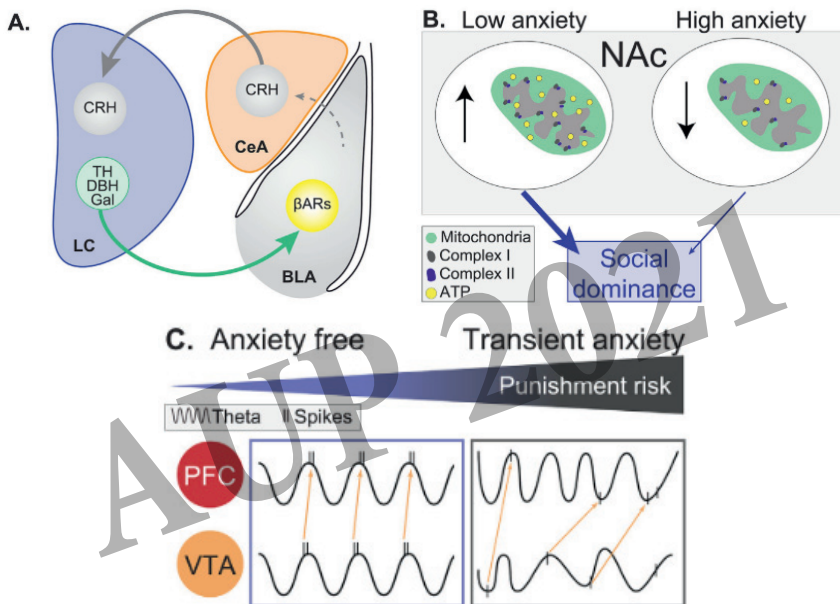 A.
CRH
CRH
CeA
TH
DBH
Gal
βARs
LC
BLA
B.
Low anxiety
High anxiety
NAc
Mitochondria
Complex I
Complex II
ATP
Social
dominance
C. Anxiety free
Transient anxiety
Punishment risk
Theta
Spikes
PFC
VTA
AUP 2021